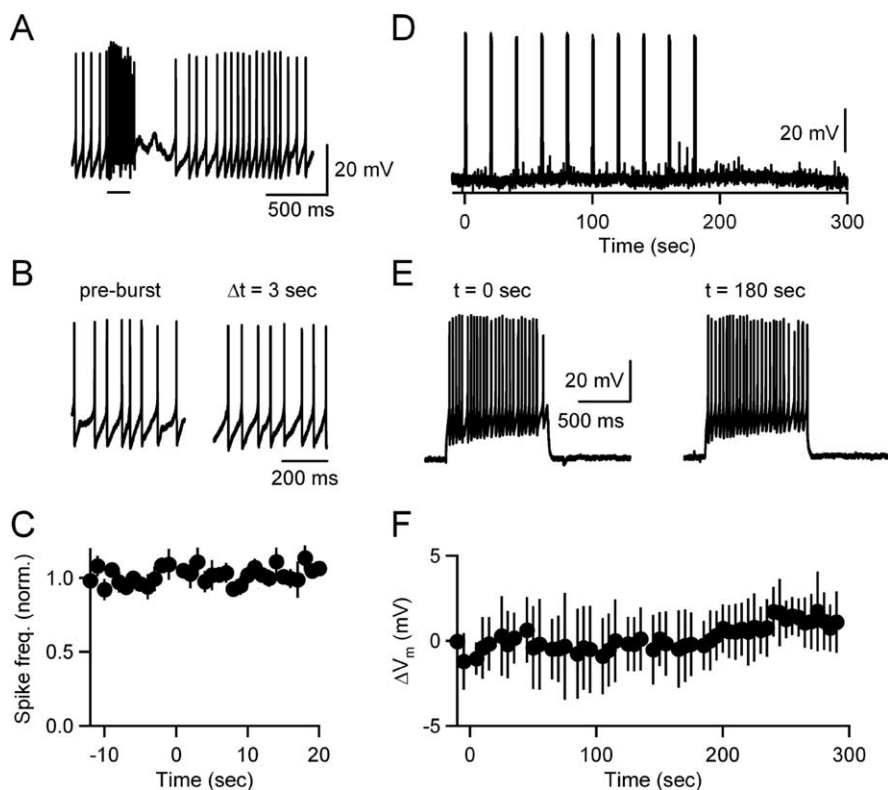 A
20 mV
500 ms
B
pre-burst
Δt = 3 sec
200 ms
C
1.0
0.5
0.0
Spike freq. (norm.)
-10
0
10
20
Time (sec)
D
20 mV
0
100
200
300
Time (sec)
E
t = 0 sec
t = 180 sec
20 mV
500 ms
F
5
0
-5
ΔVm (mV)
0
100
200
300
Time (sec)